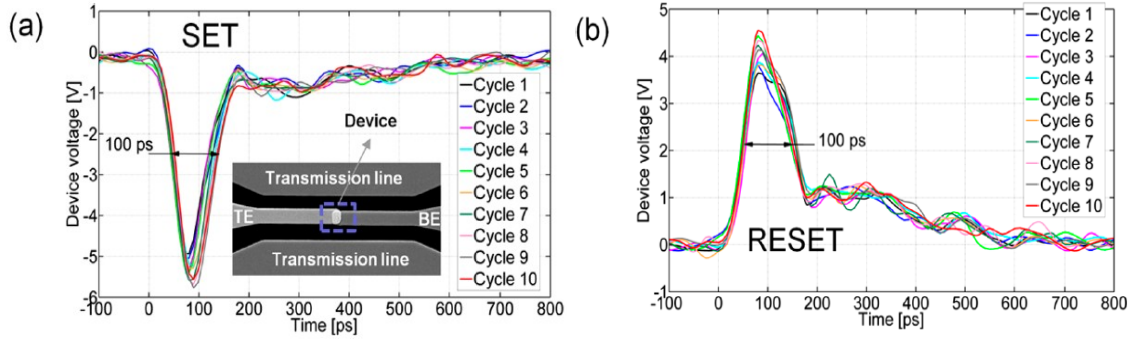 (a)
SET
Device voltage [V]
1
0
-1
-2
-3
-4
-5
-6
100 ps
Device
Transmission line
TE
BE
Transmission line
Cycle 1
Cycle 2
Cycle 3
Cycle 4
Cycle 5
Cycle 6
Cycle 7
Cycle 8
Cycle 9
Cycle 10
-100 0 100 200 300 400 500 600 700 800
Time [ps]
(b)
Device voltage [V]
5
4
3
2
1
0
-1
100 ps
RESET
Cycle 1
Cycle 2
Cycle 3
Cycle 4
Cycle 5
Cycle 6
Cycle 7
Cycle 8
Cycle 9
Cycle 10
-100 0 100 200 300 400 500 600 700 800
Time [ps]